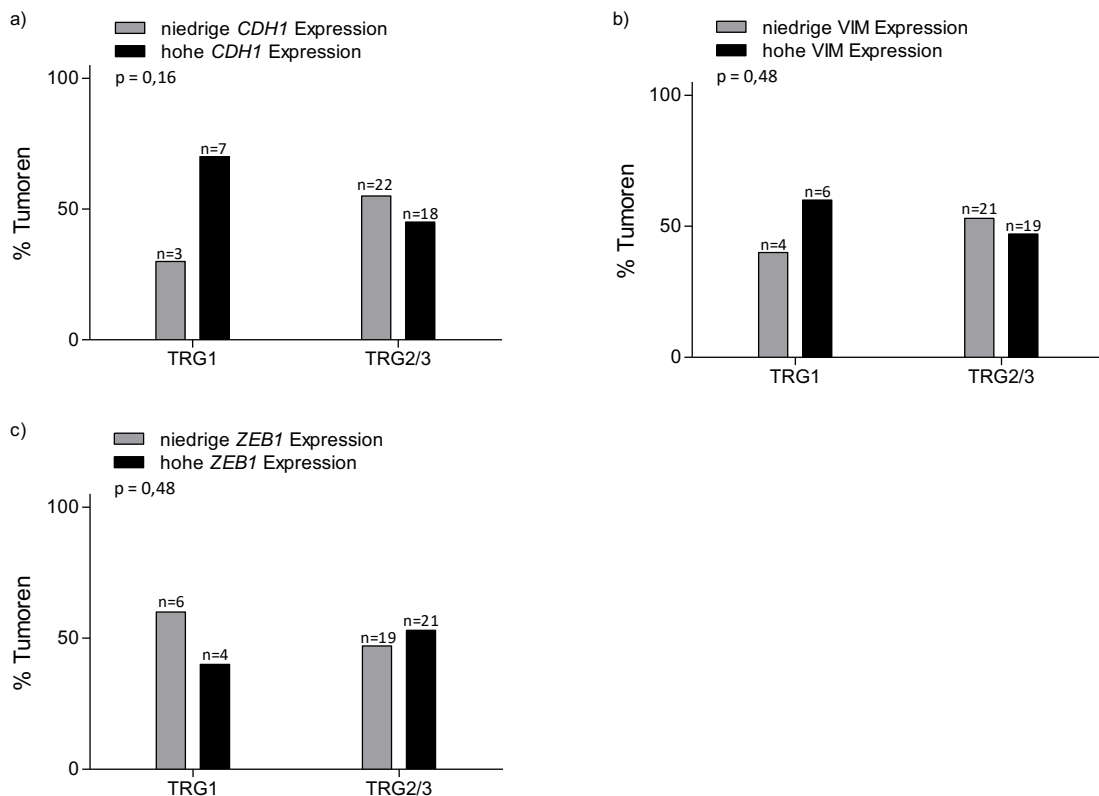 a)
niedrige CDH1 Expression
hohe CDH1 Expression
p = 0,16
100
50
0
% Tumoren
n=3
n=7
n=22
n=18
TRG1
TRG2/3
b)
niedrige VIM Expression
hohe VIM Expression
p = 0,48
100
50
0
% Tumoren
n=4
n=6
n=21
n=19
TRG1
TRG2/3
c)
niedrige ZEB1 Expression
hohe ZEB1 Expression
p = 0,48
100
50
0
% Tumoren
n=6
n=4
n=19
n=21
TRG1
TRG2/3